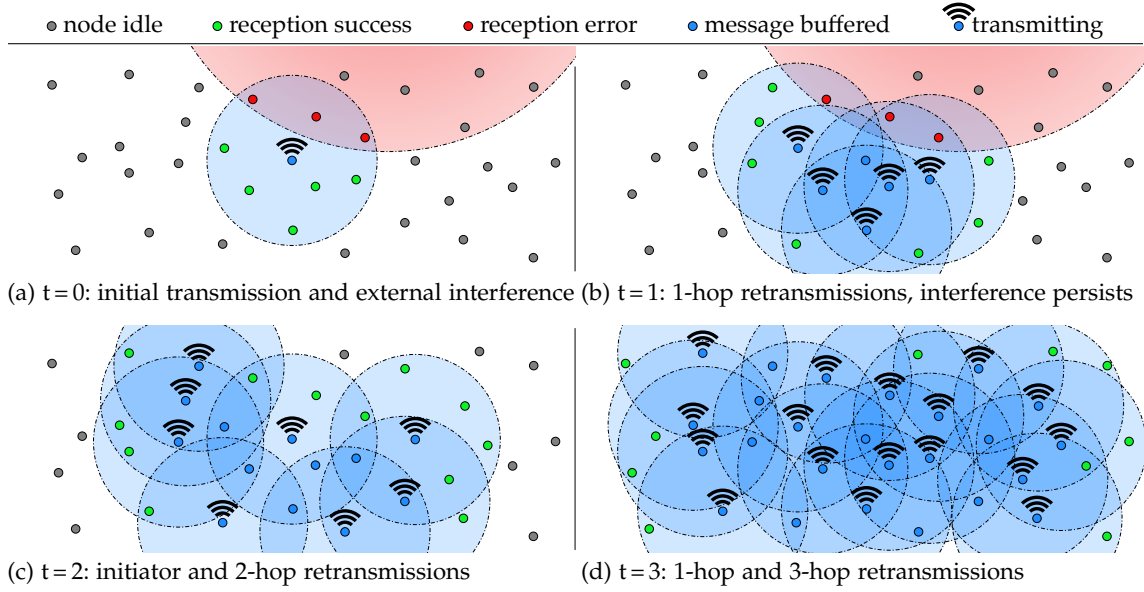 node idle reception success reception error message buffered transmitting
(a) t = 0: initial transmission and external interference
(b) t = 1: 1-hop retransmissions, interference persists
(c) t = 2: initiator and 2-hop retransmissions
(d) t = 3: 1-hop and 3-hop retransmissions